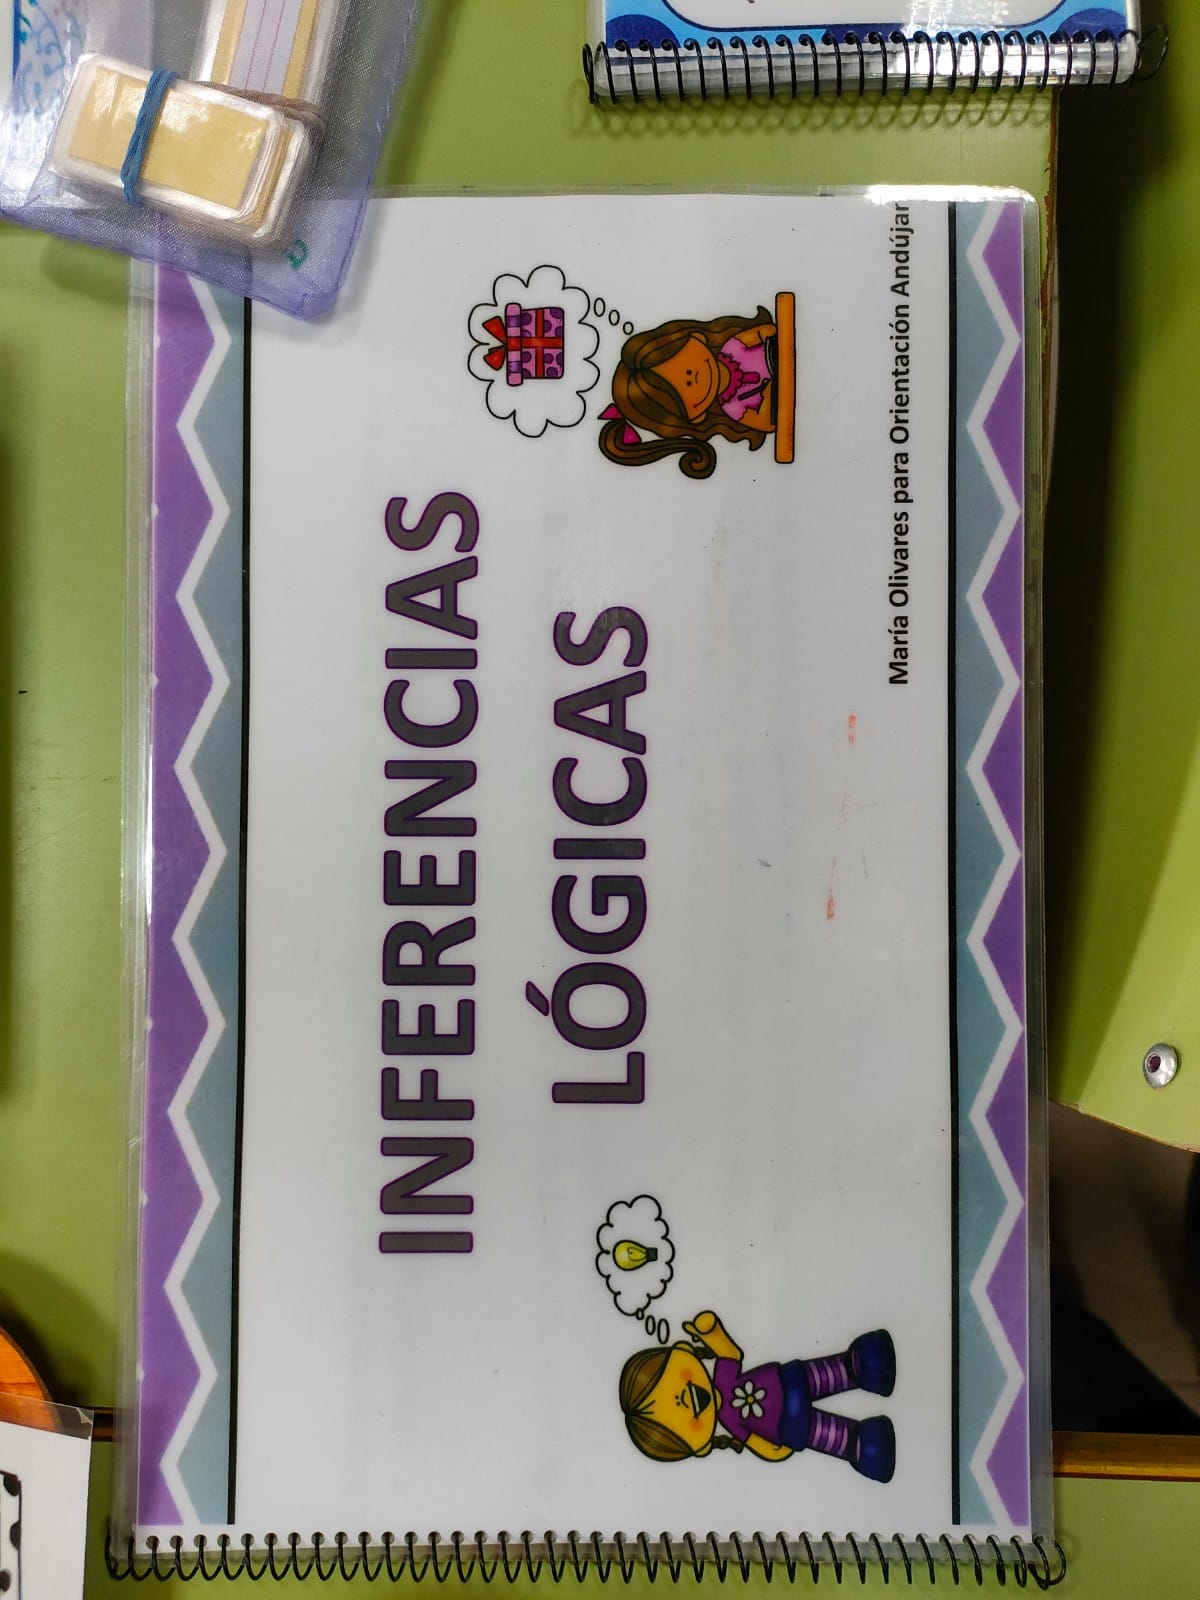 INFERENCIAS
LÓGICAS
María Olivares para Orientación Andújar